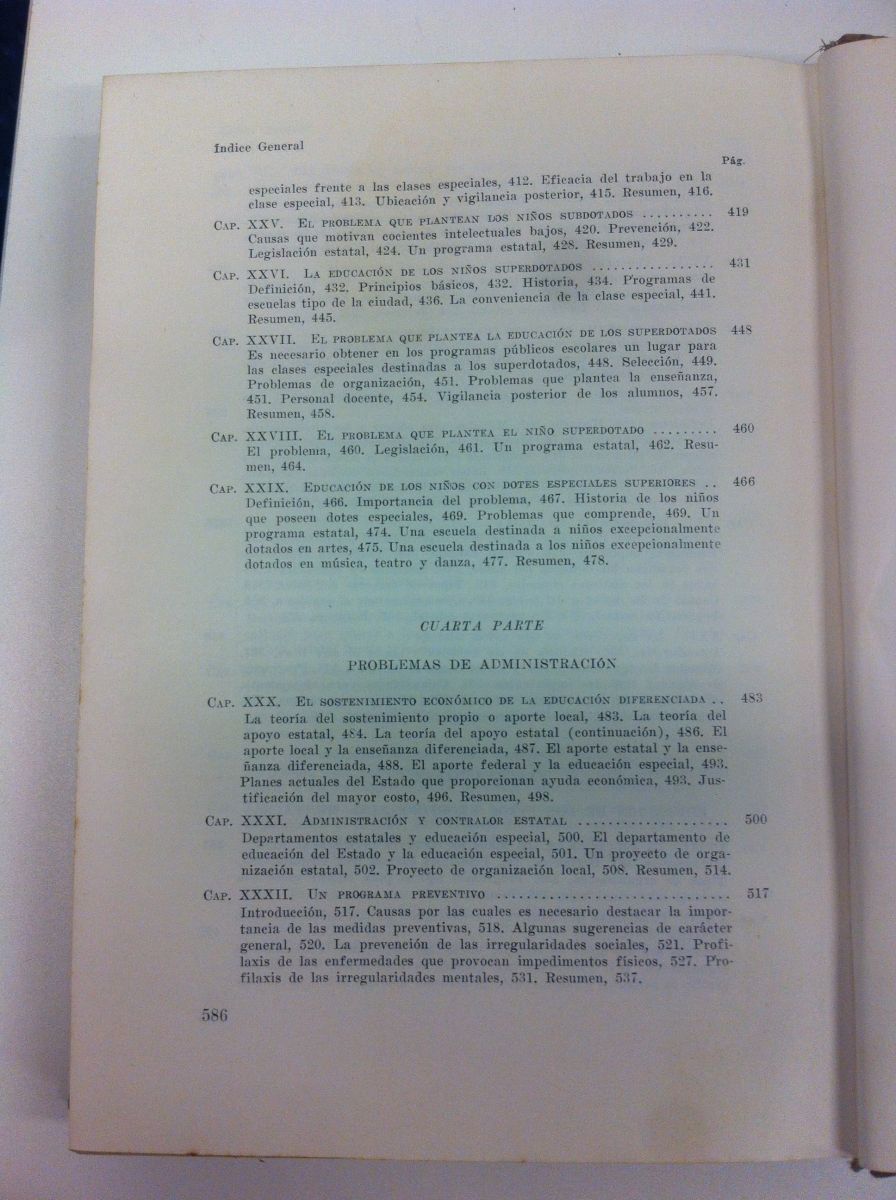 Índice General
Pág.
especiales frente a las clases especiales, 412. Eficacia del trabajo en la
clase especial, 413. Ubicación y vigilancia posterior, 415. Resumen, 416.
CAP. XXV. EL PROBLEMA QUE PLANTEAN LOS NIÑOS SUBDOTADOS .......... 419
Causas que motivan cocientes intelectuales bajos, 420. Prevención, 422.
Legislación estatal, 424. Un programa estatal, 428. Resumen, 429.
CAP. XXVI. LA EDUCACIÓN DE LOS NIÑOS SUPERDOTADOS ................ 431
Definición, 432. Principios básicos, 432. Historia, 434. Programas de
escuelas tipo de la ciudad, 436. La conveniencia de la clase especial, 441.
Resumen, 445.
CAP. XXVII. EL PROBLEMA QUE PLANTEA LA EDUCACIÓN DE LOS SUPERDOTADOS 448
Es necesario obtener en los programas públicos escolares un lugar para
las clases especiales destinadas a los superdotados, 448. Selección, 449.
Problemas de organización, 451. Problemas que plantea la enseñanza,
451. Personal docente, 454. Vigilancia posterior de los alumnos, 457.
Resumen, 458.
CAP. XXVIII. EL PROBLEMA QUE PLANTEA EL NIÑO SUPERDOTADO ......... 460
El problema, 460. Legislación, 461. Un programa estatal, 462. Resu-
men, 464.
CAP. XXIX. EDUCACIÓN DE LOS NIÑOS CON DOTES ESPECIALES SUPERIORES .. 466
Definición, 466. Importancia del problema, 467. Historia de los niños
que poseen dotes especiales, 469. Problemas que comprende, 469. Un
programa estatal, 474. Una escuela destinada a niños excepcionalmente
dotados en artes, 475. Una escuela destinada a los niños excepcionalmente
dotados en música, teatro y danza, 477. Resumen, 478.
CUARTA PARTE
PROBLEMAS DE ADMINISTRACIÓN
CAP. XXX. EL SOSTENIMIENTO ECONÓMICO DE LA EDUCACIÓN DIFERENCIADA .. 483
La teoría del sostenimiento propio o aporte local, 483. La teoría del
apoyo estatal, 484. La teoría del apoyo estatal (continuación), 486. El
aporte local y la enseñanza diferenciada, 487. El aporte estatal y la ense-
ñanza diferenciada, 488. El aporte federal y la educación especial, 493.
Planes actuales del Estado que proporcionan ayuda económica, 493. Jus-
tificación del mayor costo, 496. Resumen, 498.
CAP. XXXI. ADMINISTRACIÓN Y CONTRALOR ESTATAL .................... 500
Departamentos estatales y educación especial, 500. El departamento de
educación del Estado y la educación especial, 501. Un proyecto de orga-
nización estatal, 502. Proyecto de organización local, 508. Resumen, 514.
CAP. XXXII. UN PROGRAMA PREVENTIVO .............................. 517
Introducción, 517. Causas por las cuales es necesario destacar la impor-
tancia de las medidas preventivas, 518. Algunas sugerencias de carácter
general, 520. La prevención de las irregularidades sociales, 521. Profi-
laxis de las enfermedades que provocan impedimentos físicos, 527. Pro-
filaxis de las irregularidades mentales, 531. Resumen, 537.
586